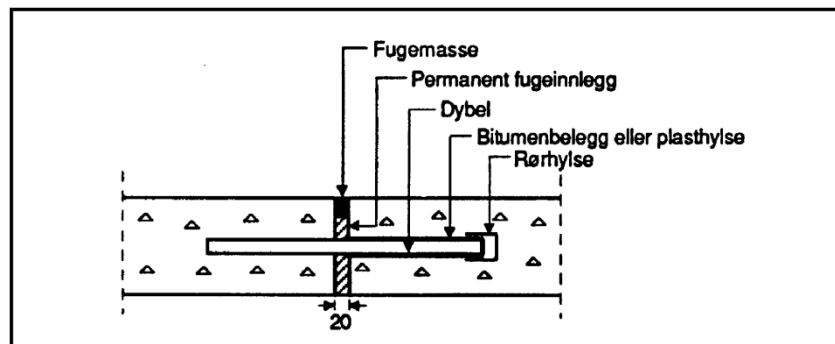 Fugemasse
Permanent fugeinnlegg
Dybel
Bitumenbelegg eller plasthylse
Rørhylse
20